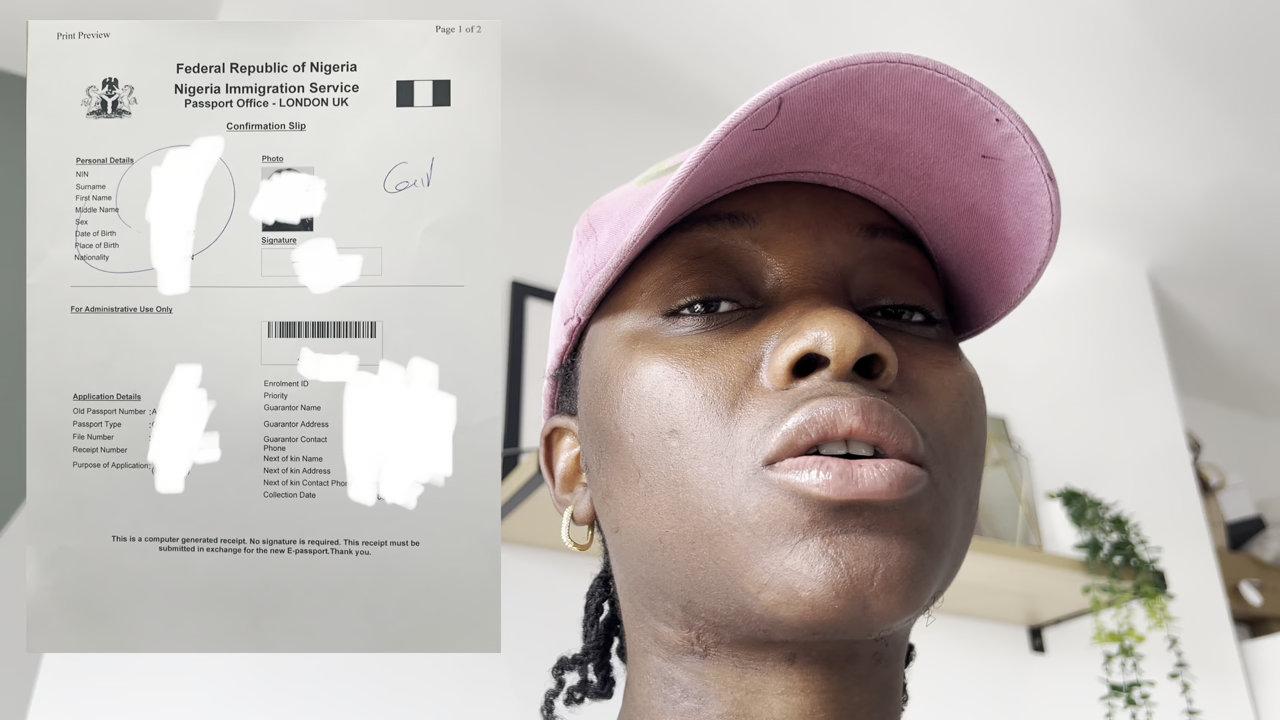 Print Preview
Page 1 of 2
Federal Republic of Nigeria
Nigeria Immigration Service
Passport Office - LONDON UK
Confirmation Slip
Personal Details
NIN
Surname
First Name
Middle Name
Sex
Date of Birth
Place of Birth
Nationality
Photo
Signature
For Administrative Use Only
Application Details
Old Passport Number :A
Passport Type :
File Number
Receipt Number
Purpose of Application:
Enrolment ID
Priority
Guarantor Name
Guarantor Address
Guarantor Contact
Phone
Next of kin Name
Next of kin Address
Next of kin Contact Phon
Collection Date
This is a computer generated receipt. No signature is required. This receipt must be
submitted in exchange for the new E-passport.Thank you.